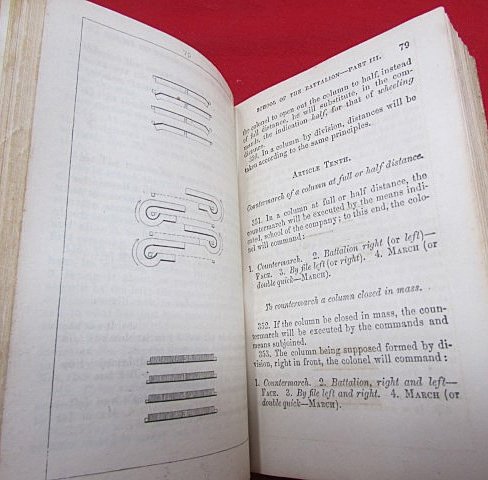 79
SCHOOL OF THE BATTALION—PART III.
the colonel to open out the column to half, instead
of full distance, he will substitute, in the com-
mands, the indication half, for that of wheeling
distance.
350. In a column by division, distances will be
taken according to the same principles.
ARTICLE TENTH.
Countermarch of a column at full or half distance.
351. In a column at full or half distance, the
countermarch will be executed by the means indi-
cated, school of the company; to this end, the colo-
nel will command:
1. Countermarch. 2. Battalion right (or left)—
FACE. 3. By file left (or right). 4. MARCH (or
double quick—MARCH).
To countermarch a column closed in mass.
352. If the column be closed in mass, the coun-
termarch will be executed by the commands and
means subjoined.
353. The column being supposed formed by di-
vision, right in front, the colonel will command:
1. Countermarch. 2. Battalion, right and left—
FACE. 3. By file left and right. 4. MARCH (or
double quick—MARCH).